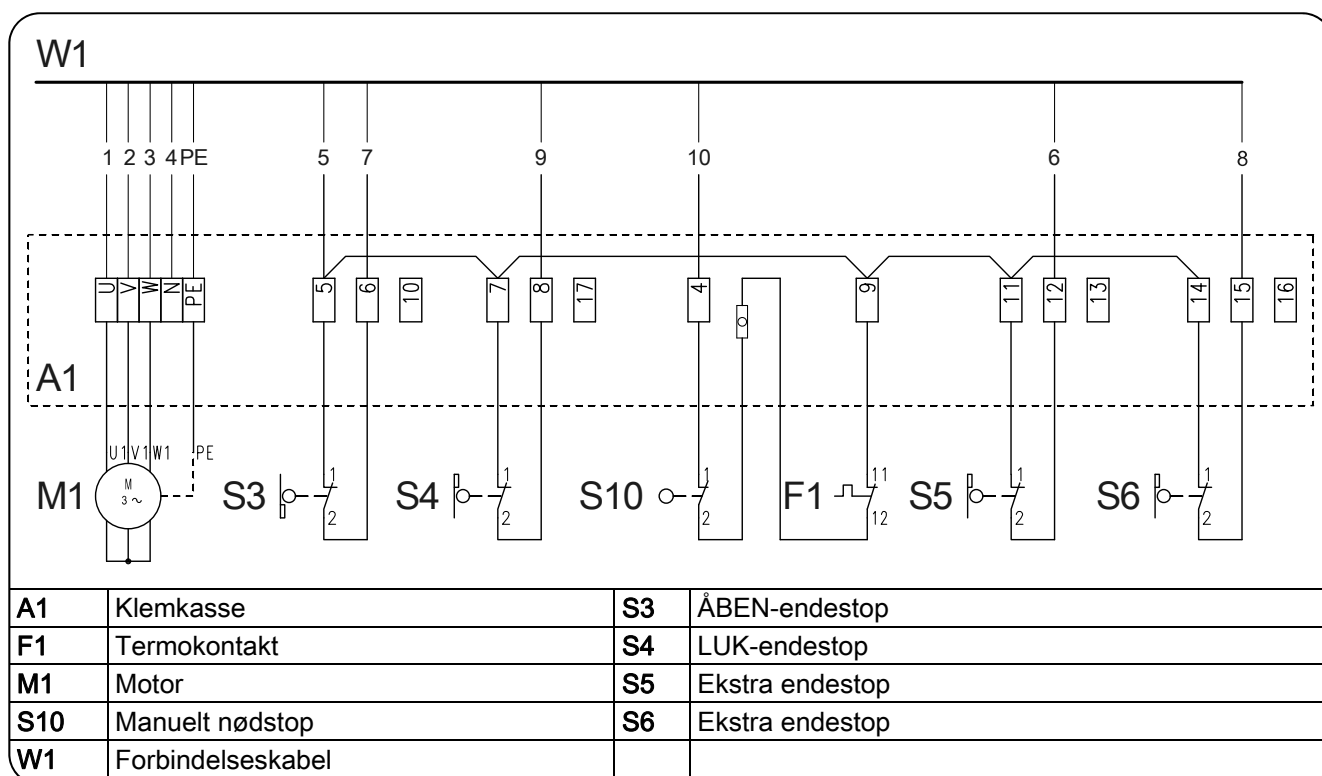 W1
1 2 3 4 PE 5 7 9 10 6 8
U V W N PE 5 6 10 7 8 17 4 9 11 12 13 14 15 16
A1
U1 V1 W1 PE 1 1 1 11 1 1
M1 M 3 ~ S3 S4 S10 F1 S5 S6
2 2 2 12 2 2
A1 Klemkasse S3 ÅBEN-endestop
F1 Termokontakt S4 LUK-endestop
M1 Motor S5 Ekstra endestop
S10 Manuelt nødstop S6 Ekstra endestop
W1 Forbindelseskabel